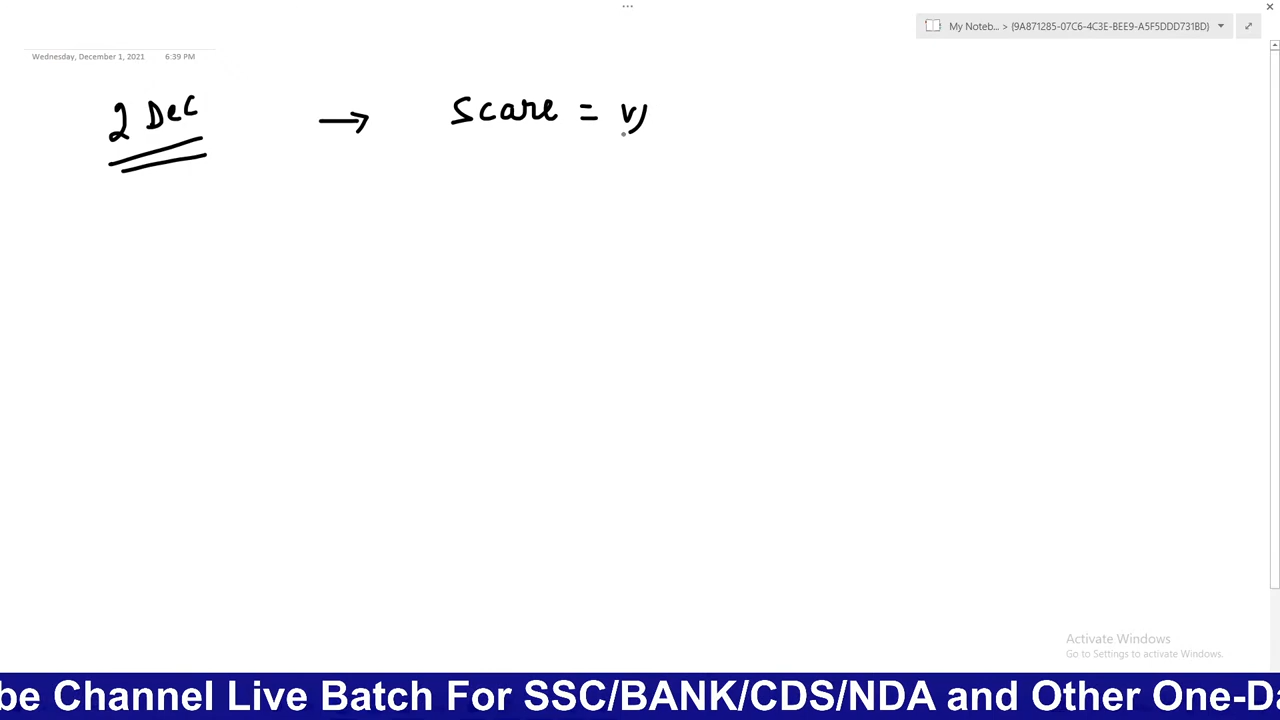 ...
My Noteb... > {9A871285-07C6-4C3E-BEE9-A5F5DDD731BD}
Wednesday, December 1, 2021 6:39 PM
2 Dec → Scare = v)
Activate Windows
Go to Settings to activate Windows.
be Channel Live Batch For SSC/BANK/CDS/NDA and Other One-Da